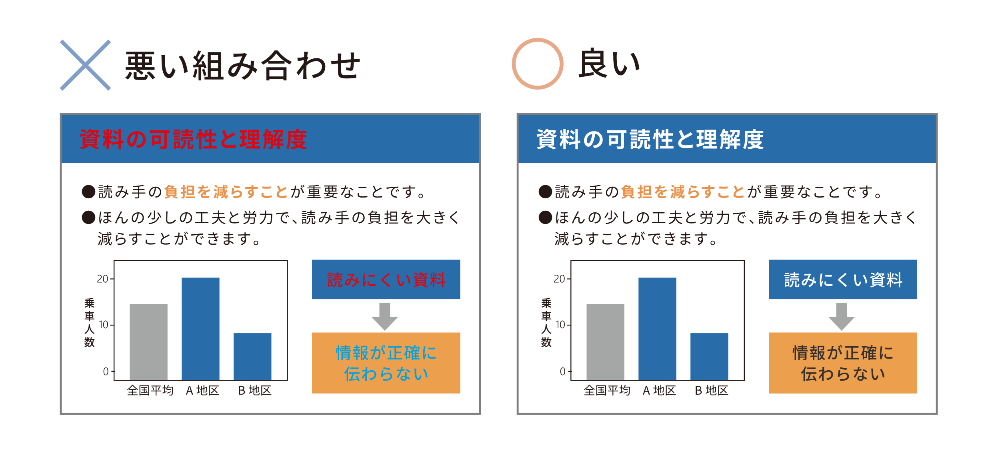 悪い組み合わせ
資料の可読性と理解度
●読み手の負担を減らすことが重要なことです。
●ほんの少しの工夫と学力で、読み手の負担も大きく
減らすことができます。
20
10
0
乗車人数
全国平均
A 地区
B 地区
読みにくい資料
情報が正確に
伝わらない
良い
資料の可読性と理解度
●読み手の負担を減らすことが重要なことです。
●ほんの少しの工夫と学力で、読み手の負担も大きく
減らすことができます。
20
10
0
乗車人数
全国平均
A 地区
B 地区
読みにくい資料
情報が正確に
伝わらない